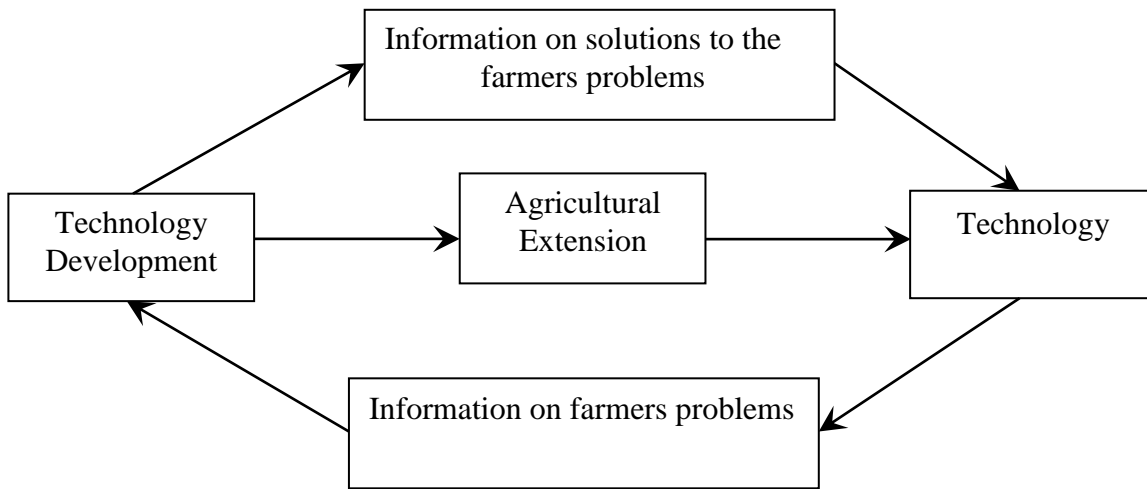 Information on solutions to the
farmers problems
Technology
Development
Agricultural
Extension
Technology
Information on farmers problems